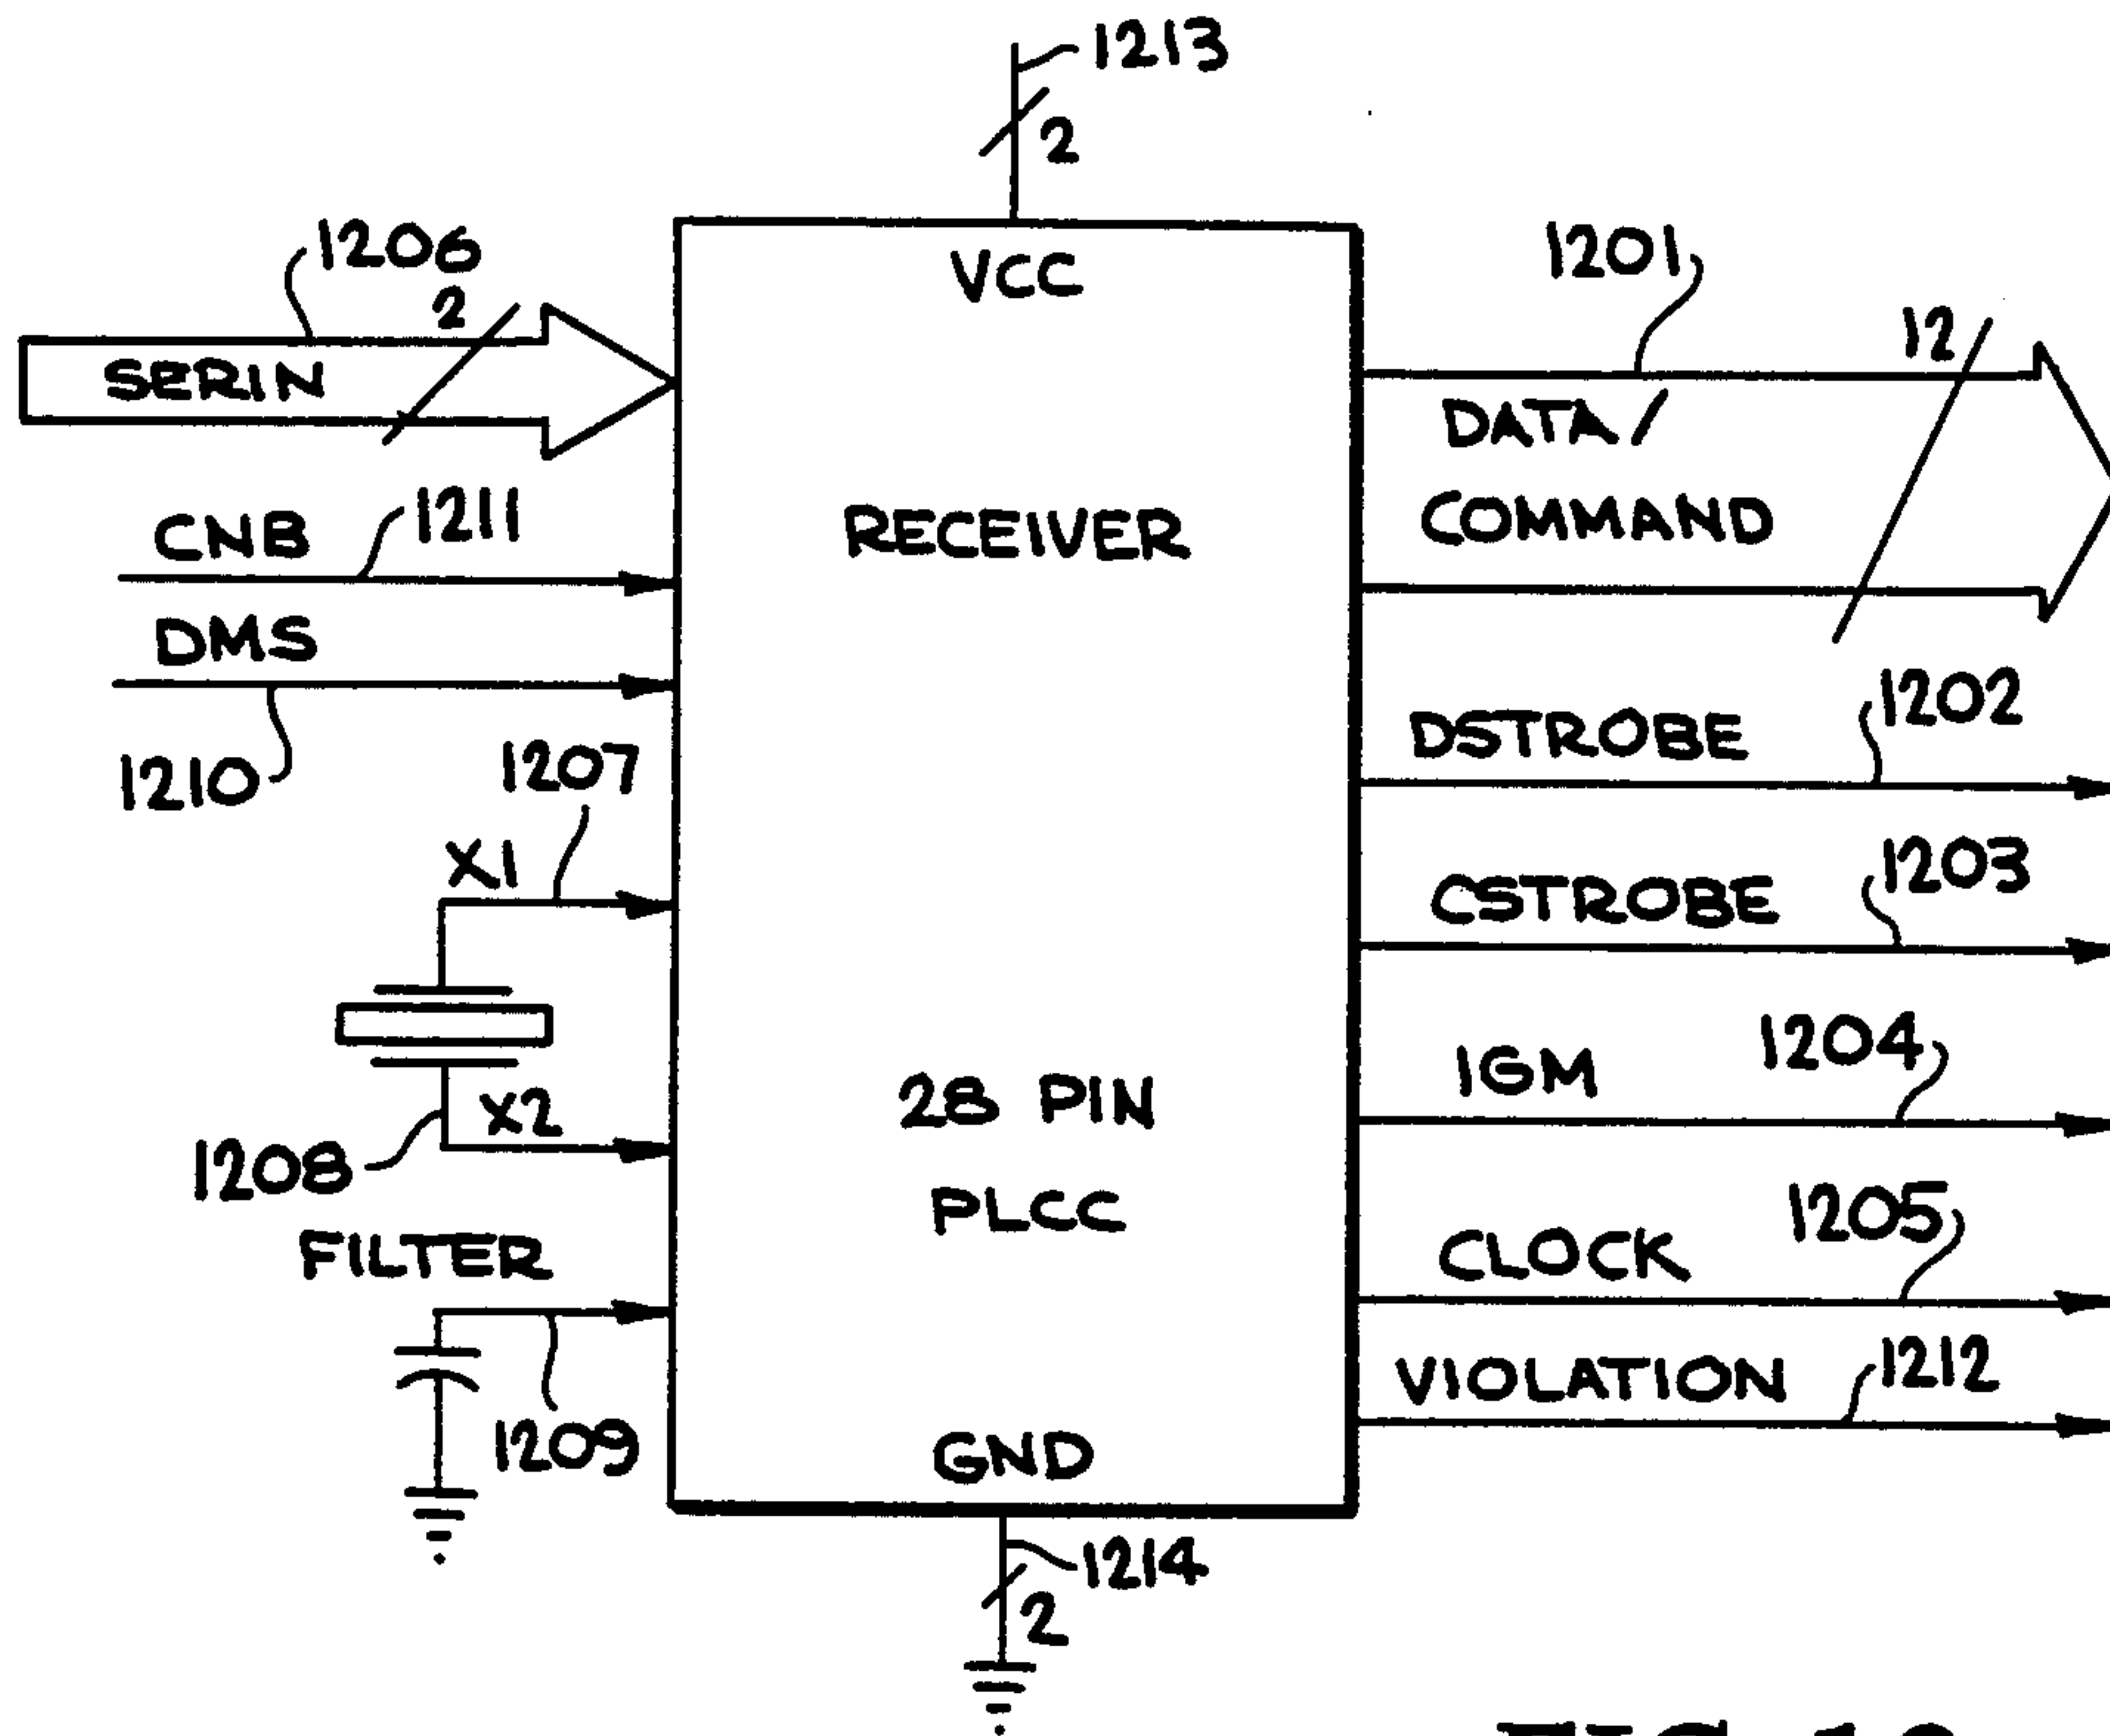 1213
2
1206
2
SERIN
VCC
1201
12
DATA/
COMMAND
CNB
1211
RECEIVER
DMS
1210
DSTROBE
1202
1207
X1
CSTROBE
1203
IGM
1204
28 PIN
PLCC
X2
1208
FILTER
1209
CLOCK
1205
VIOLATION
1212
GND
1214
2